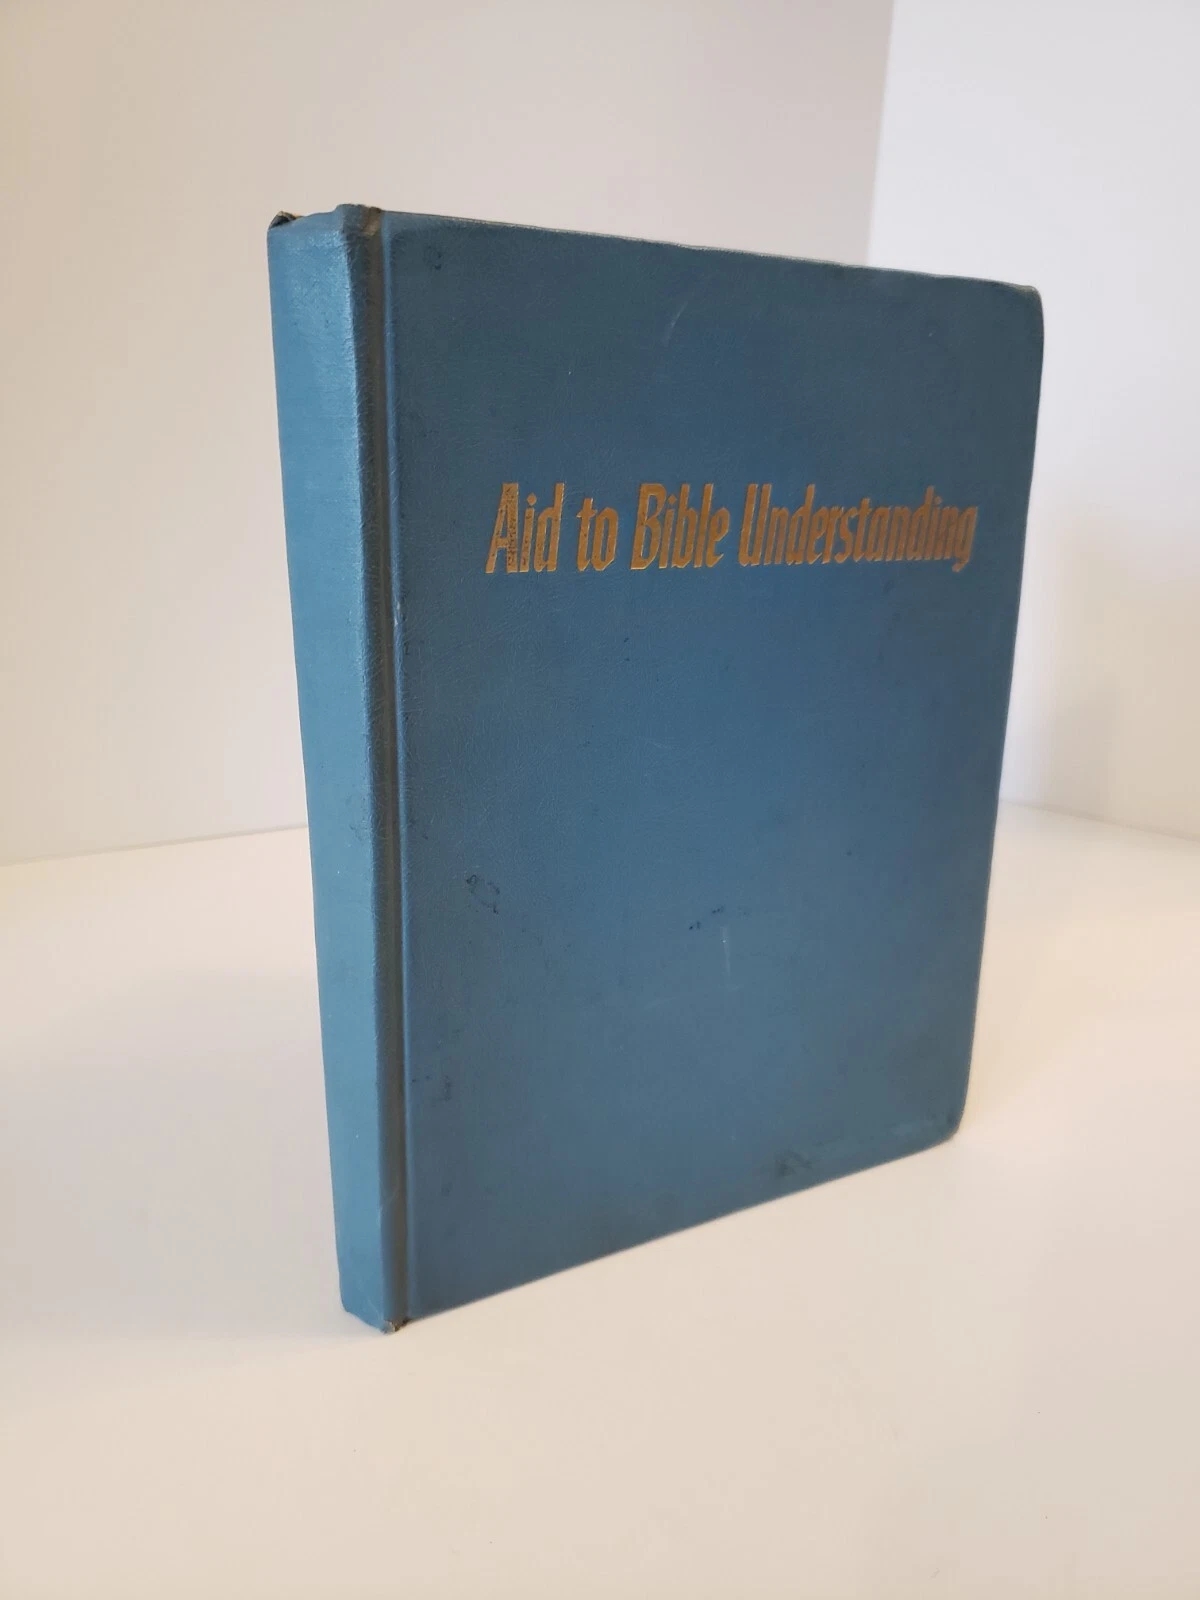 Aid to Bible Understanding